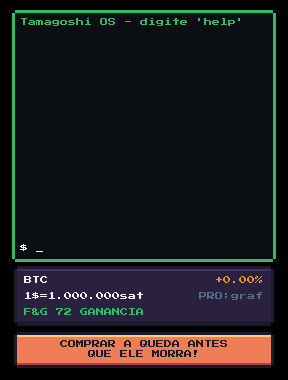 Tamagoshi OS - digite 'help'
$ _
BTC +0.00%
1$=1.000.000sat PRO:graf
F&G 72 GANANCIA
COMPRAR A QUEDA ANTES
QUE ELE MORRA!